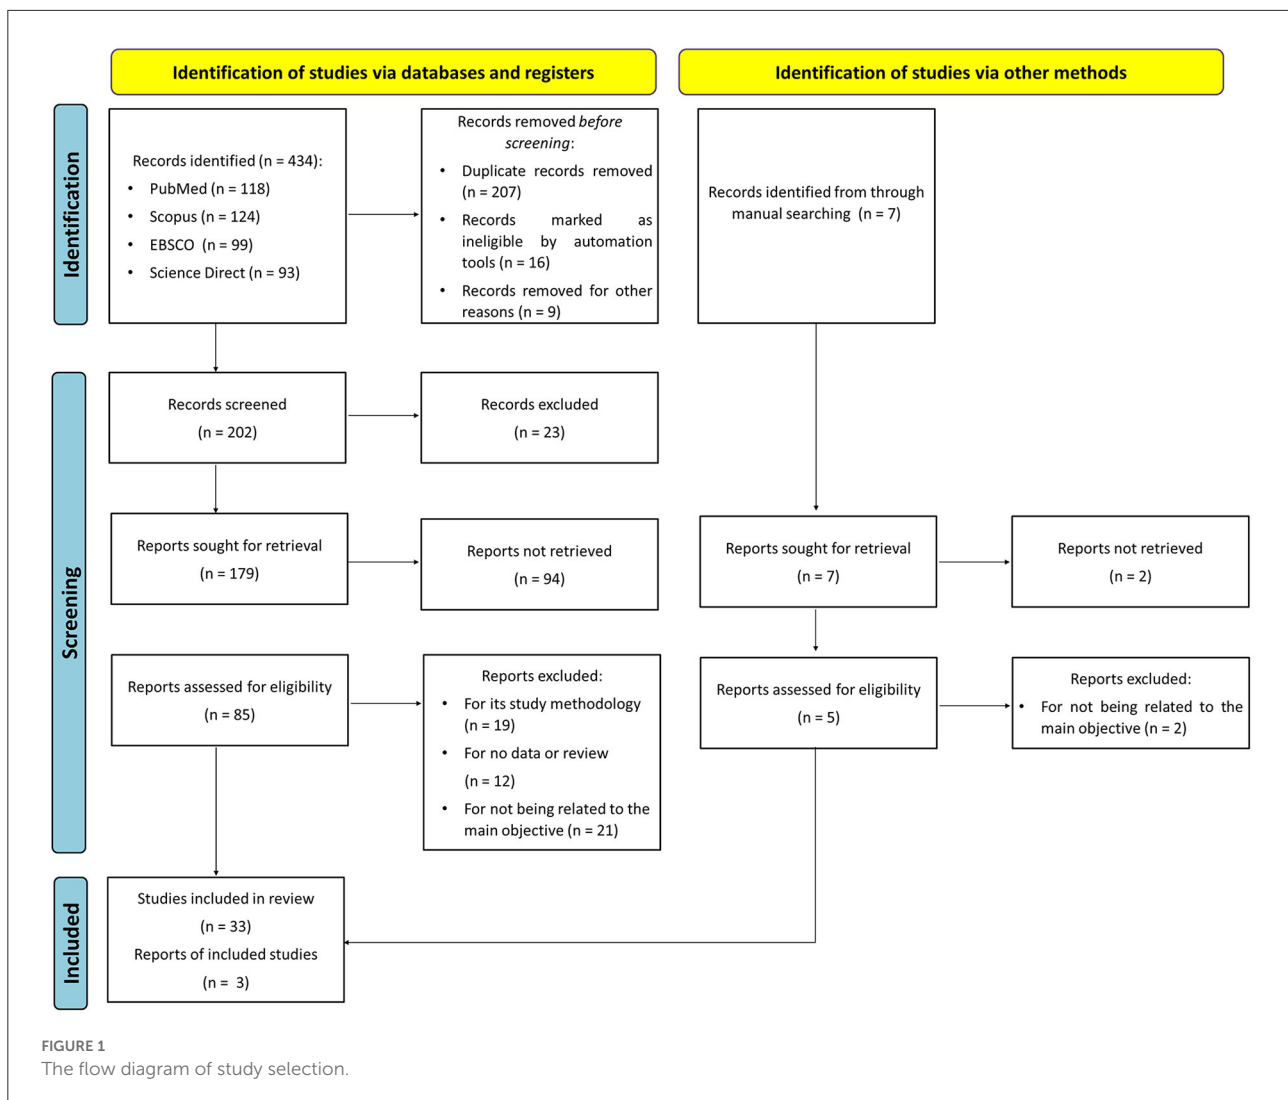 Identification of studies via databases and registers
Identification of studies via other methods
Identification
Records identified (n = 434):
• PubMed (n = 118)
• Scopus (n = 124)
• EBSCO (n = 99)
• Science Direct (n = 93)
Records removed before
screening:
• Duplicate records removed
(n = 207)
• Records marked as
ineligible by automation
tools (n = 16)
• Records removed for other
reasons (n = 9)
Records identified from through
manual searching (n = 7)
Screening
Records screened
(n = 202)
Records excluded
(n = 23)
Reports sought for retrieval
(n = 179)
Reports not retrieved
(n = 94)
Reports sought for retrieval
(n = 7)
Reports not retrieved
(n = 2)
Reports assessed for eligibility
(n = 85)
Reports excluded:
• For its study methodology
(n = 19)
• For no data or review
(n = 12)
• For not being related to the
main objective (n = 21)
Reports assessed for eligibility
(n = 5)
Reports excluded:
• For not being related to the
main objective (n = 2)
Included
Studies included in review
(n = 33)
Reports of included studies
(n = 3)
FIGURE 1
The flow diagram of study selection.